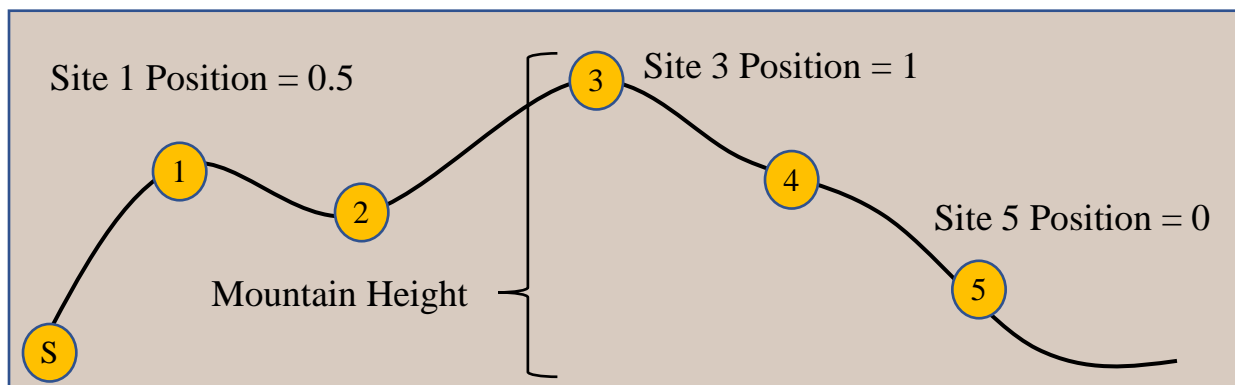 Site 1 Position = 0.5
Site 3 Position = 1
3
1
4
2
Site 5 Position = 0
Mountain Height
5
S